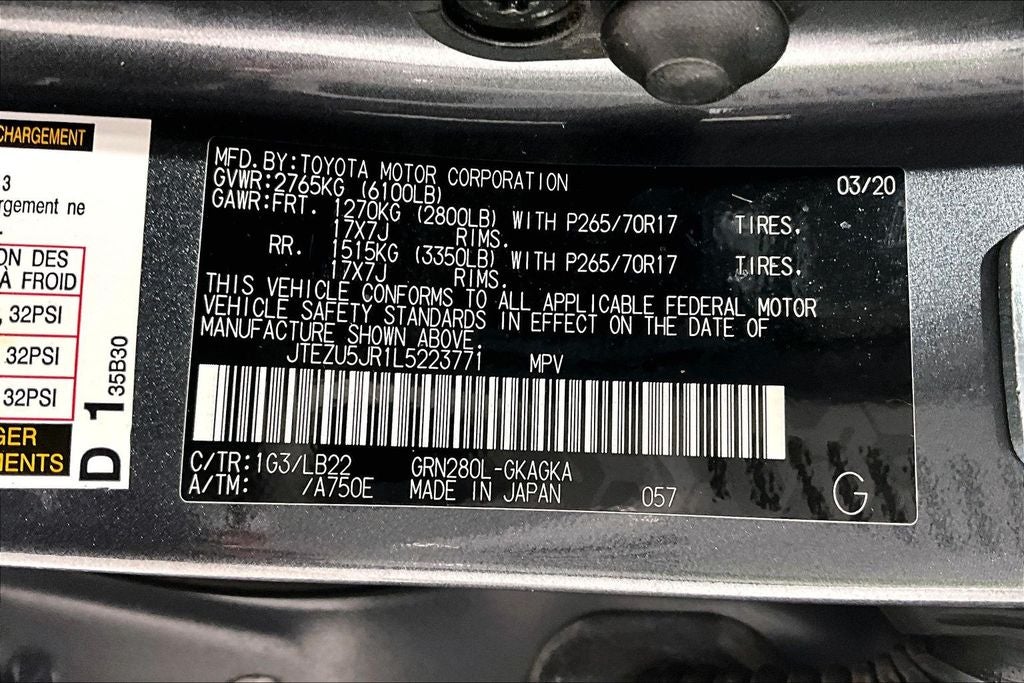 CHARGEMENT
3
rgement ne
ON DES
À FROID
, 32PSI
32PSI
32PSI
GER
MENTS
D 1 35B30
MFD.BY:TOYOTA MOTOR CORPORATION 03/20
GVWR:2765KG (6100LB)
GAWR:FRT. 1270KG (2800LB) WITH P265/70R17 TIRES.
17X7J RIMS.
RR. 1515KG (3350LB) WITH P265/70R17 TIRES.
17X7J RIMS.
THIS VEHICLE CONFORMS TO ALL APPLICABLE FEDERAL MOTOR
VEHICLE SAFETY STANDARDS IN EFFECT ON THE DATE OF
MANUFACTURE SHOWN ABOVE.
JTEZU5JR1L5223771 MPV
C/TR:1G3/LB22 GRN280L-GKAGKA
A/TM: /A750E MADE IN JAPAN 057 G